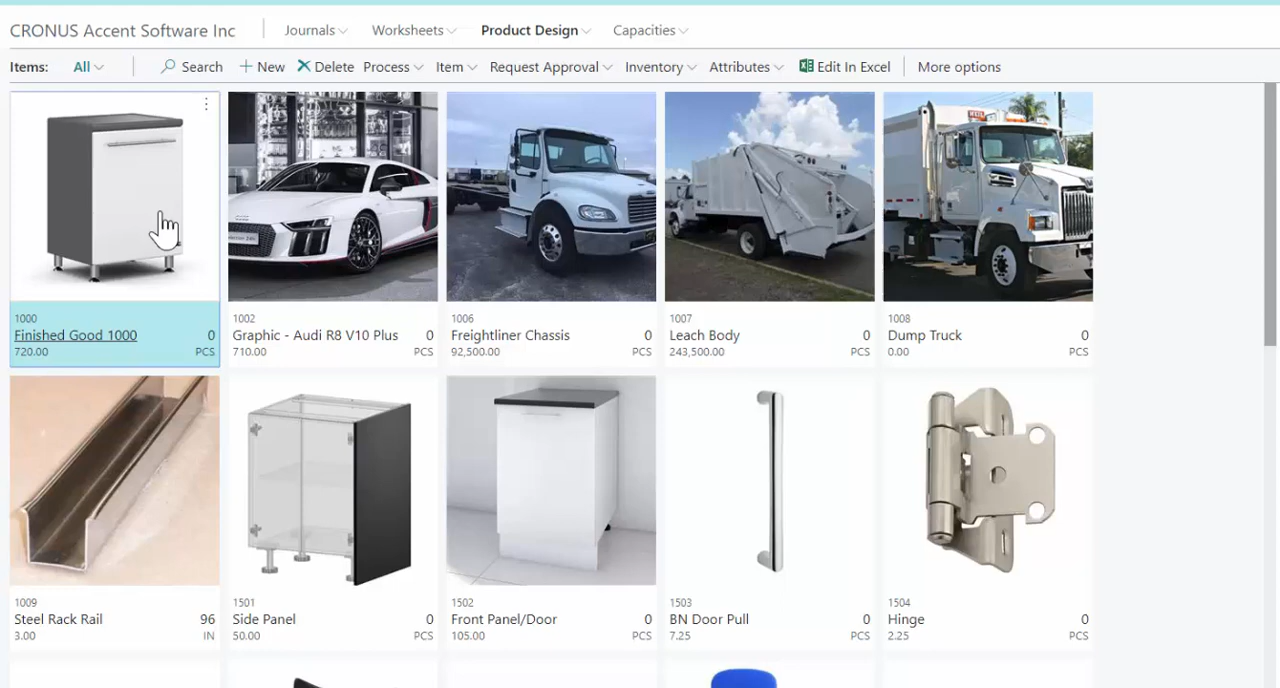 CRONUS Accent Software Inc Journals Worksheets Product Design Capacities
Items: All Search New Delete Process Item Request Approval Inventory Attributes Edit In Excel More options
1000
Finished Good 1000 0
720.00 PCS
1002
Graphic - Audi R8 V10 Plus 0
710.00 PCS
1006
Freightliner Chassis 0
92,500.00 PCS
1007
Leach Body 0
243,500.00 PCS
1008
Dump Truck 0
0.00 PCS
1009
Steel Rack Rail 96
3.00 IN
1501
Side Panel 0
50.00 PCS
1502
Front Panel/Door 0
105.00 PCS
1503
BN Door Pull 0
7.25 PCS
1504
Hinge 0
2.25 PCS